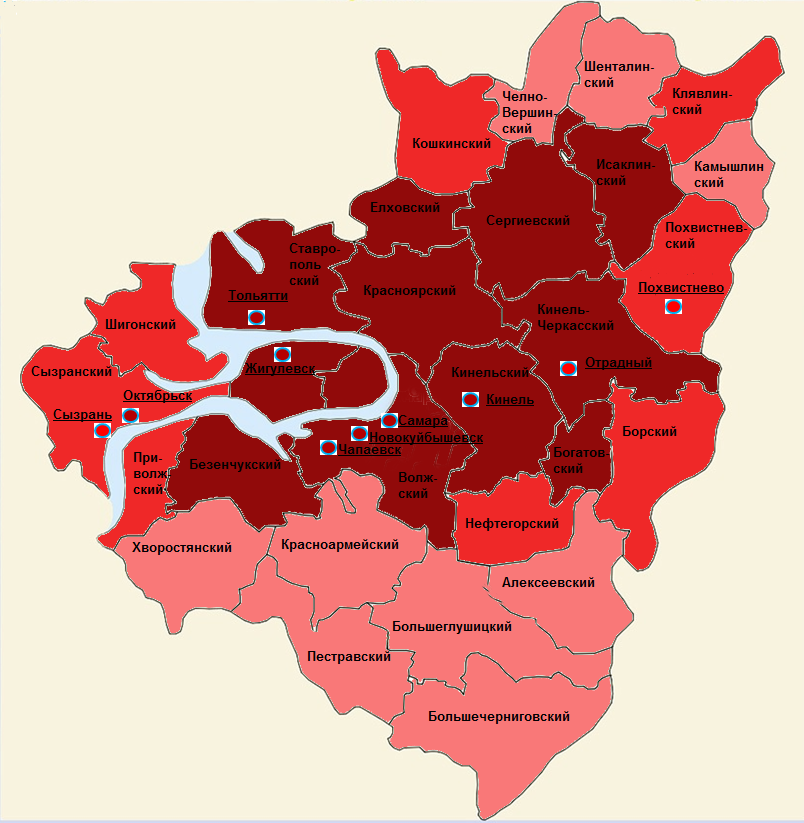 Шенталин-
ский
Челно-
Вершин-
ский
Клявлин-
ский
Кошкинский
Исаклин-
ский
Камышлин
ский
Елховский
Сергиевский
Похвистнев-
ский
Ставро-
поль
ский
Красноярский
Похвистнево
Тольятти
Кинель-
Черкасский
Шигонский
Сызранский
Жигулевск
Кинельский
Отрадный
Октябрьск
Сызрань
Кинель
Самара
Новокуйбышевск
Чапаевск
Борский
При-
волж
ский
Безенчукский
Волж-
ский
Богатов-
ский
Нефтегорский
Хворостянский
Красноармейский
Алексеевский
Большеглушицкий
Пестравский
Большечерниговский